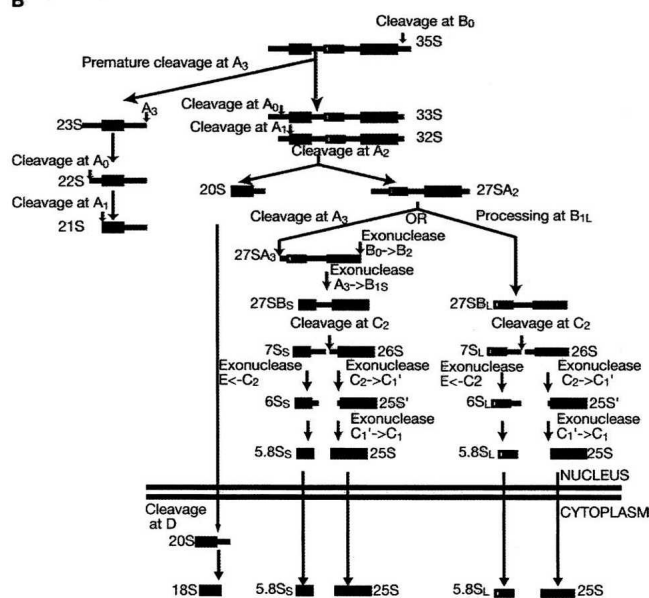 B
Cleavage at B0
35S
Premature cleavage at A3
A3
Cleavage at A0
33S
23S
Cleavage at A1
32S
Cleavage at A2
Cleavage at A0
22S
20S
27SA2
Cleavage at A1
21S
Cleavage at A3
OR
Processing at B1L
Exonuclease
B0->B2
27SA3
Exonuclease
A3->B1S
27SBS
27SBL
Cleavage at C2
Cleavage at C2
7SS
26S
7SL
26S
Exonuclease
E<-C2
Exonuclease
C2->C1'
Exonuclease
E<-C2
Exonuclease
C2->C1'
6SS
25S'
6SL
25S'
Exonuclease
C1'->C1
Exonuclease
C1'->C1
5.8SS
25S
5.8SL
25S
NUCLEUS
CYTOPLASM
Cleavage
at D
20S
18S
5.8SS
25S
5.8SL
25S